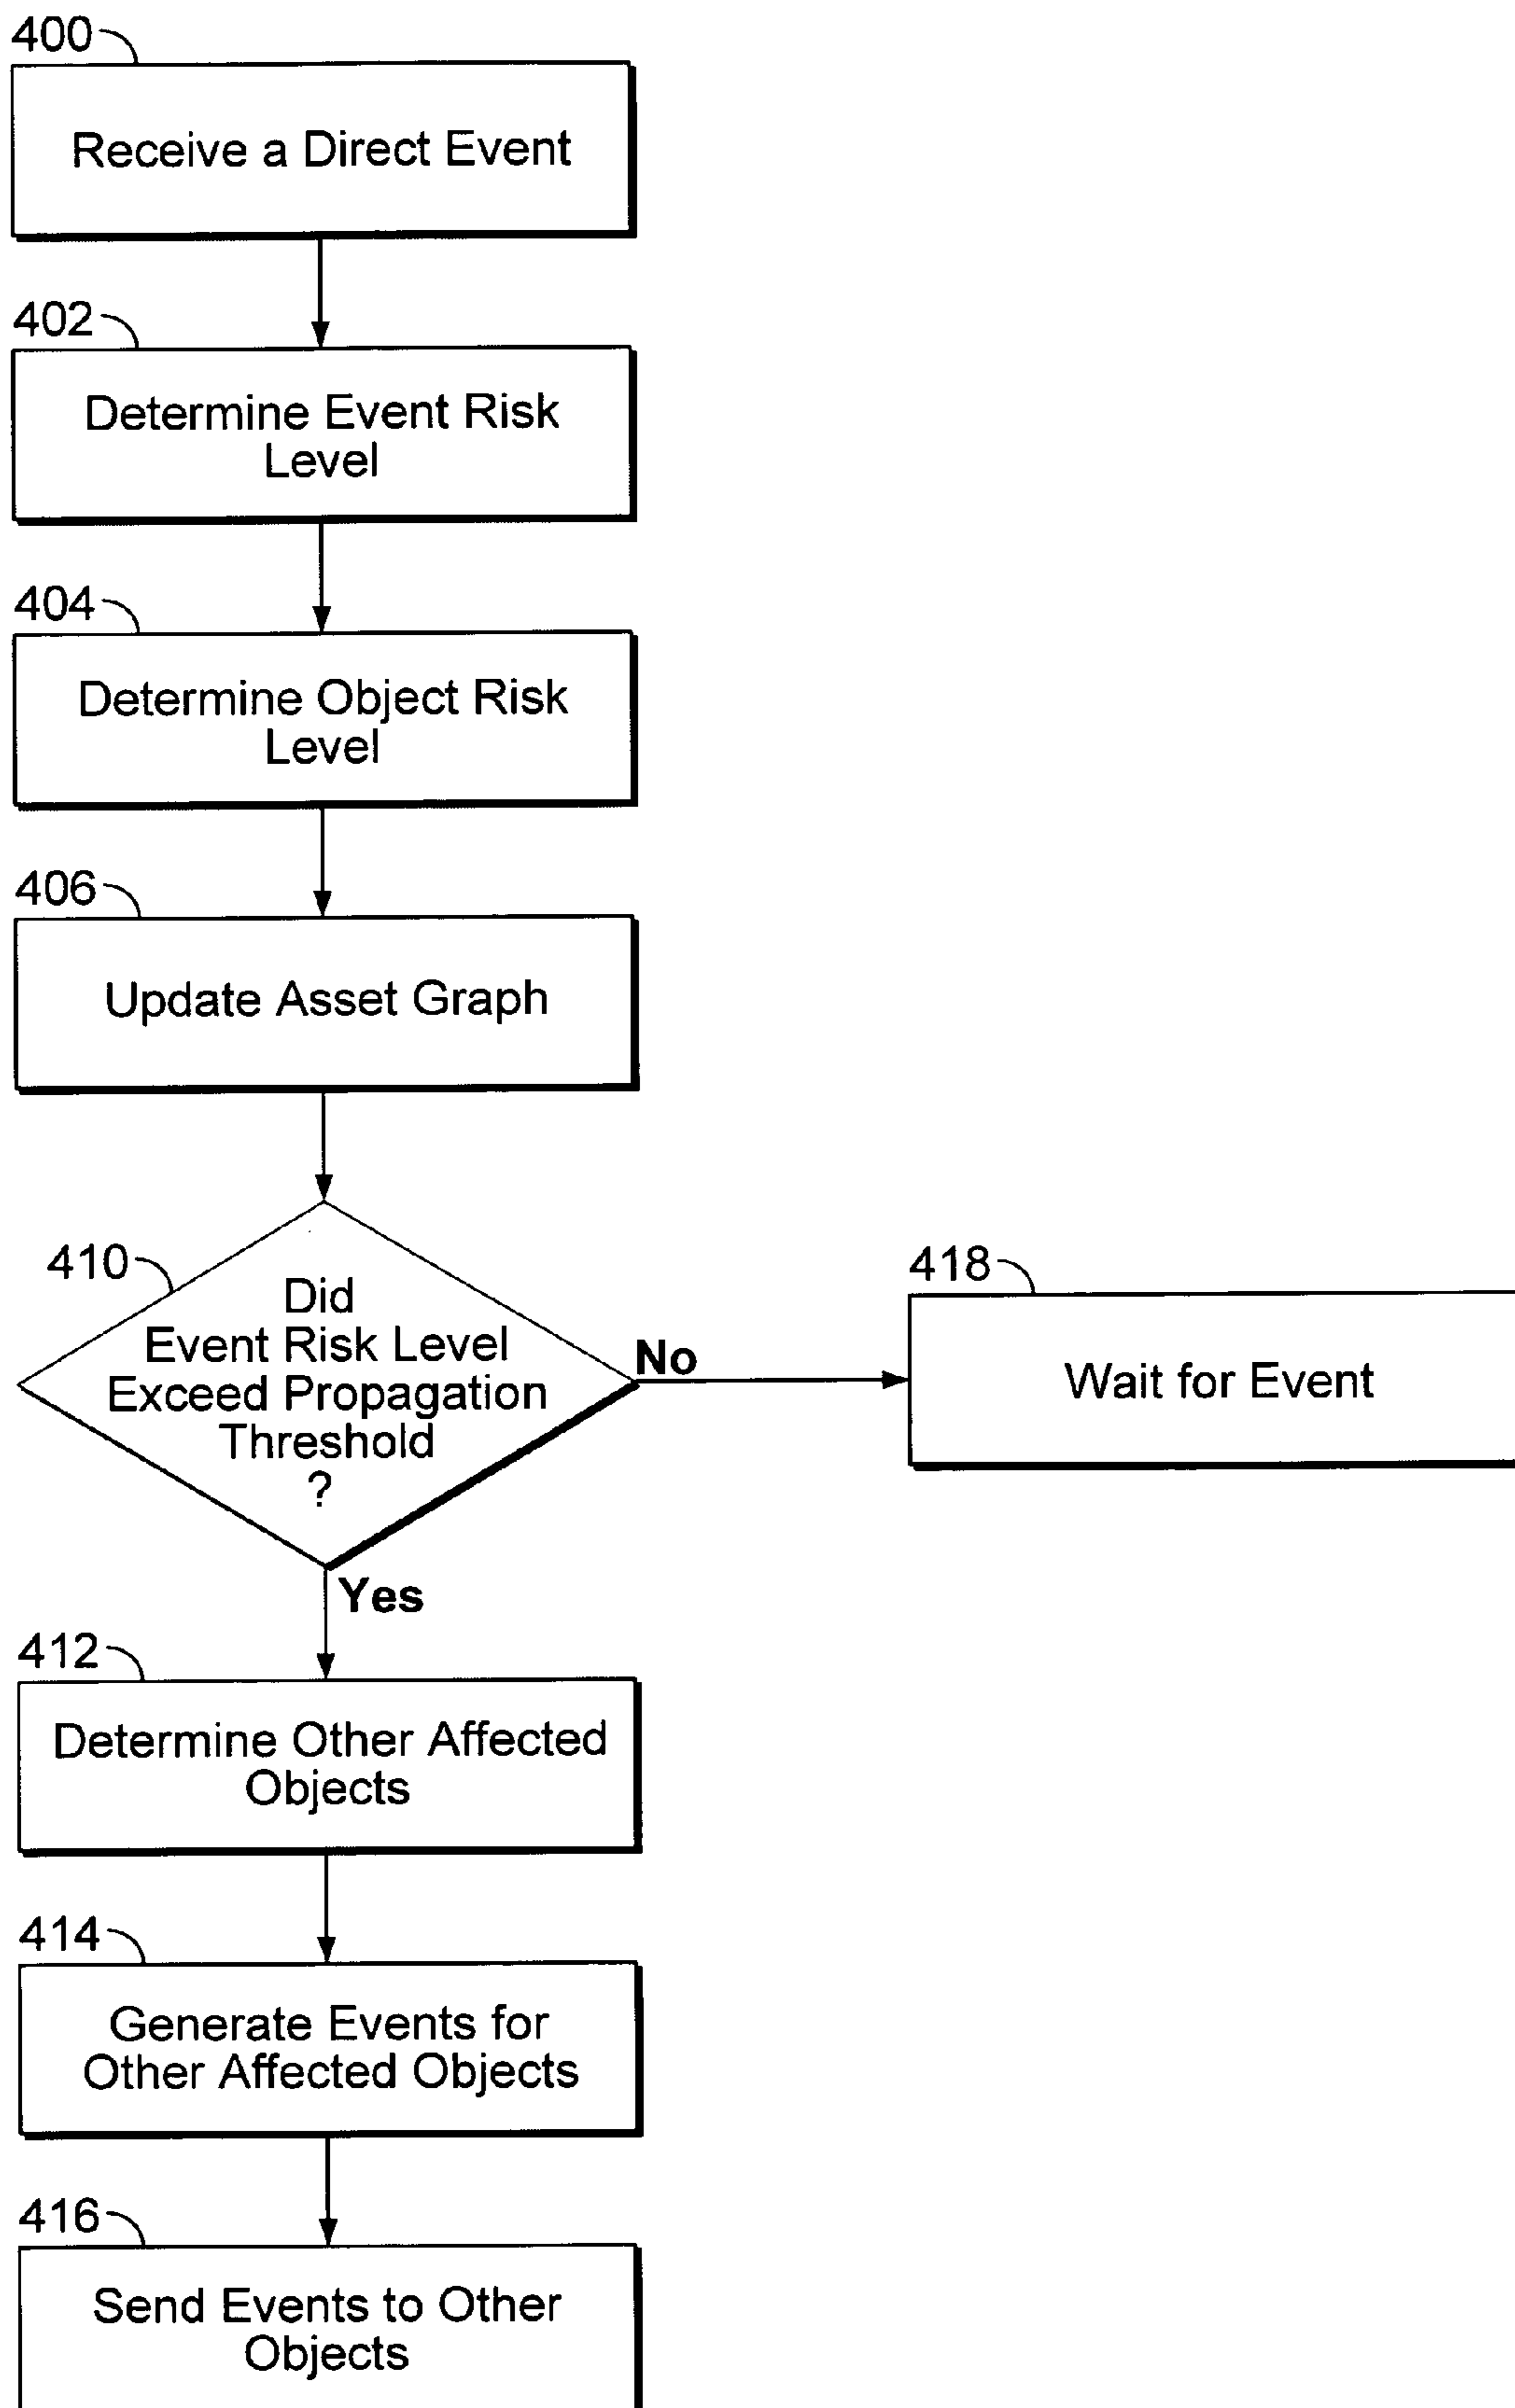 400
Receive a Direct Event
402
Determine Event Risk
Level
404
Determine Object Risk
Level
406
Update Asset Graph
410
Did
Event Risk Level
Exceed Propagation
Threshold
?
No
418
Wait for Event
Yes
412
Determine Other Affected
Objects
414
Generate Events for
Other Affected Objects
416
Send Events to Other
Objects